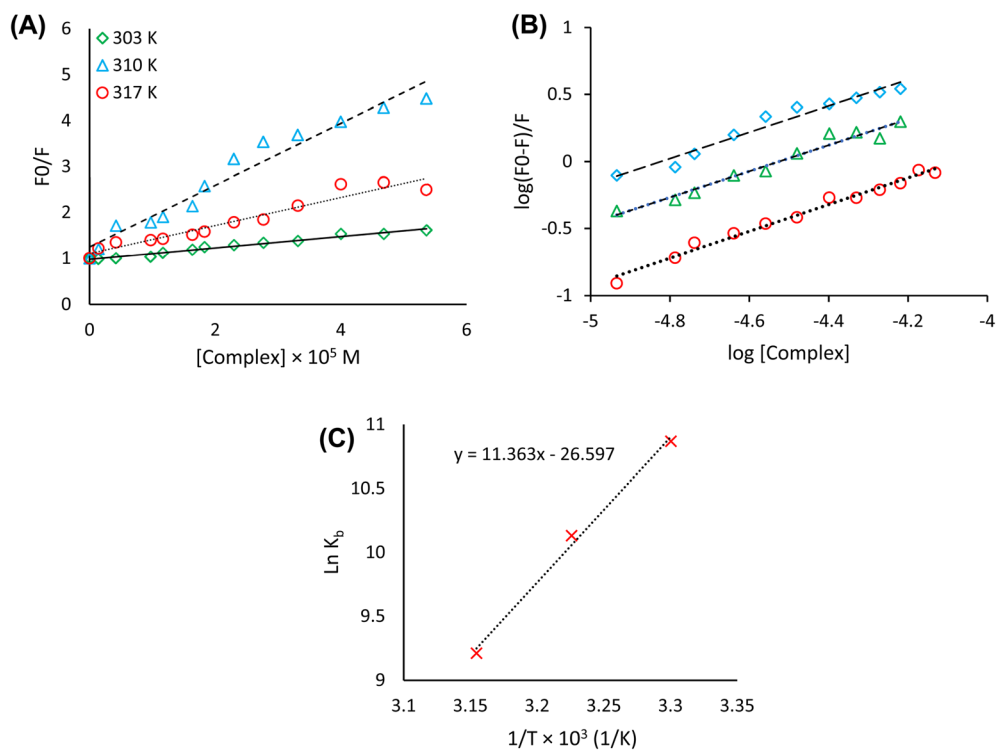 (A)
303 K
310 K
317 K
F0/F
6
5
4
3
2
1
0
0 2 4 6
[Complex] × 10⁵ M
(B)
log(F0-F)/F
1
0.5
0
-0.5
-1
-5 -4.8 -4.6 -4.4 -4.2 -4
log [Complex]
(C)
y = 11.363x - 26.597
Ln K_b
11
10.5
10
9.5
9
3.1 3.15 3.2 3.25 3.3 3.35
1/T × 10³ (1/K)